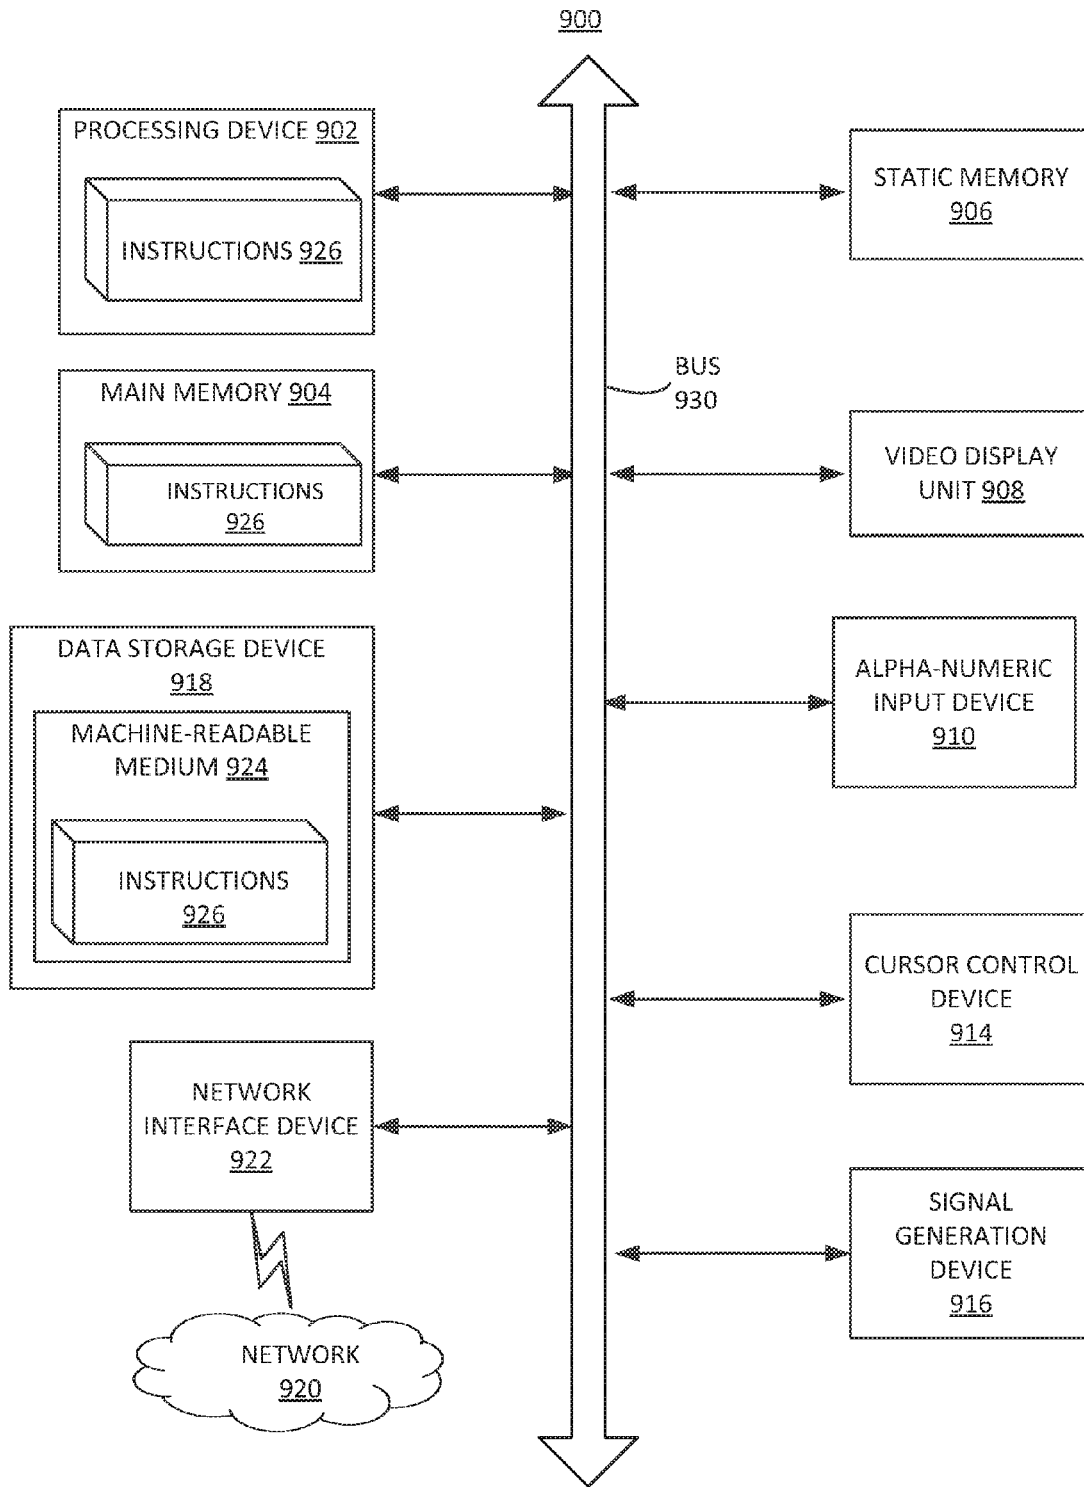 900
PROCESSING DEVICE 902
INSTRUCTIONS 926
MAIN MEMORY 904
INSTRUCTIONS
926
DATA STORAGE DEVICE
918
MACHINE-READABLE
MEDIUM 924
INSTRUCTIONS
926
NETWORK
INTERFACE DEVICE
922
NETWORK
920
BUS
930
STATIC MEMORY
906
VIDEO DISPLAY
UNIT 908
ALPHA-NUMERIC
INPUT DEVICE
910
CURSOR CONTROL
DEVICE
914
SIGNAL
GENERATION
DEVICE
916